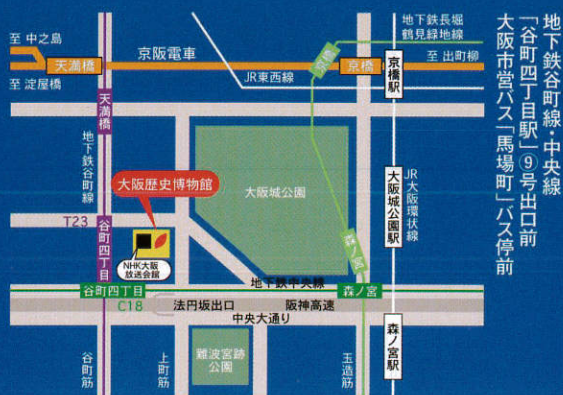 地下鉄谷町線・中央線
「谷町四丁目駅」⑨号出口前
大阪市営バス「馬場町」バス停前
地下鉄長堀
鶴見緑地線
至 中之島
天満橋
京阪電車
京橋
京橋
京橋駅
至 出町柳
至 淀屋橋
JR東西線
天満橋
地下鉄谷町線
大阪歴史博物館
大阪城公園
大阪城公園駅
JR大阪環状線
T23
谷町四丁目
NHK大阪
放送会館
森ノ宮
地下鉄中央線
谷町四丁目
森ノ宮
C18
法円坂出口
阪神高速
中央大通り
森ノ宮駅
谷町筋
上町筋
難波宮跡
公園
玉造筋